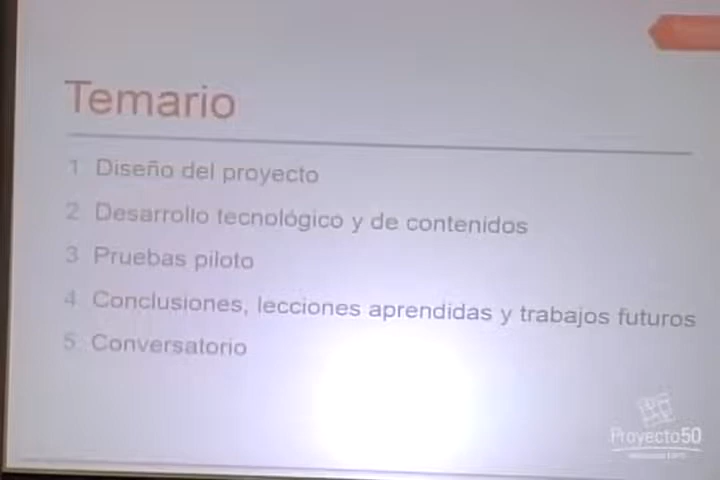 Temario
1 Diseño del proyecto
2 Desarrollo tecnológico y de contenidos
3 Pruebas piloto
4 Conclusiones, lecciones aprendidas y trabajos futuros
5 Conversatorio
Proyecto50